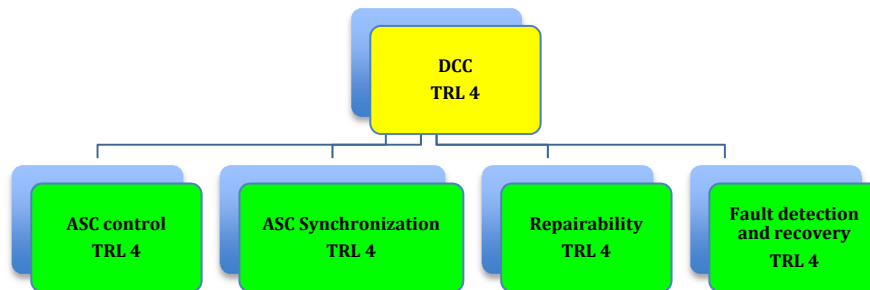 DCC
TRL 4
ASC control
TRL 4
ASC Synchronization
TRL 4
Repairability
TRL 4
Fault detection
and recovery
TRL 4